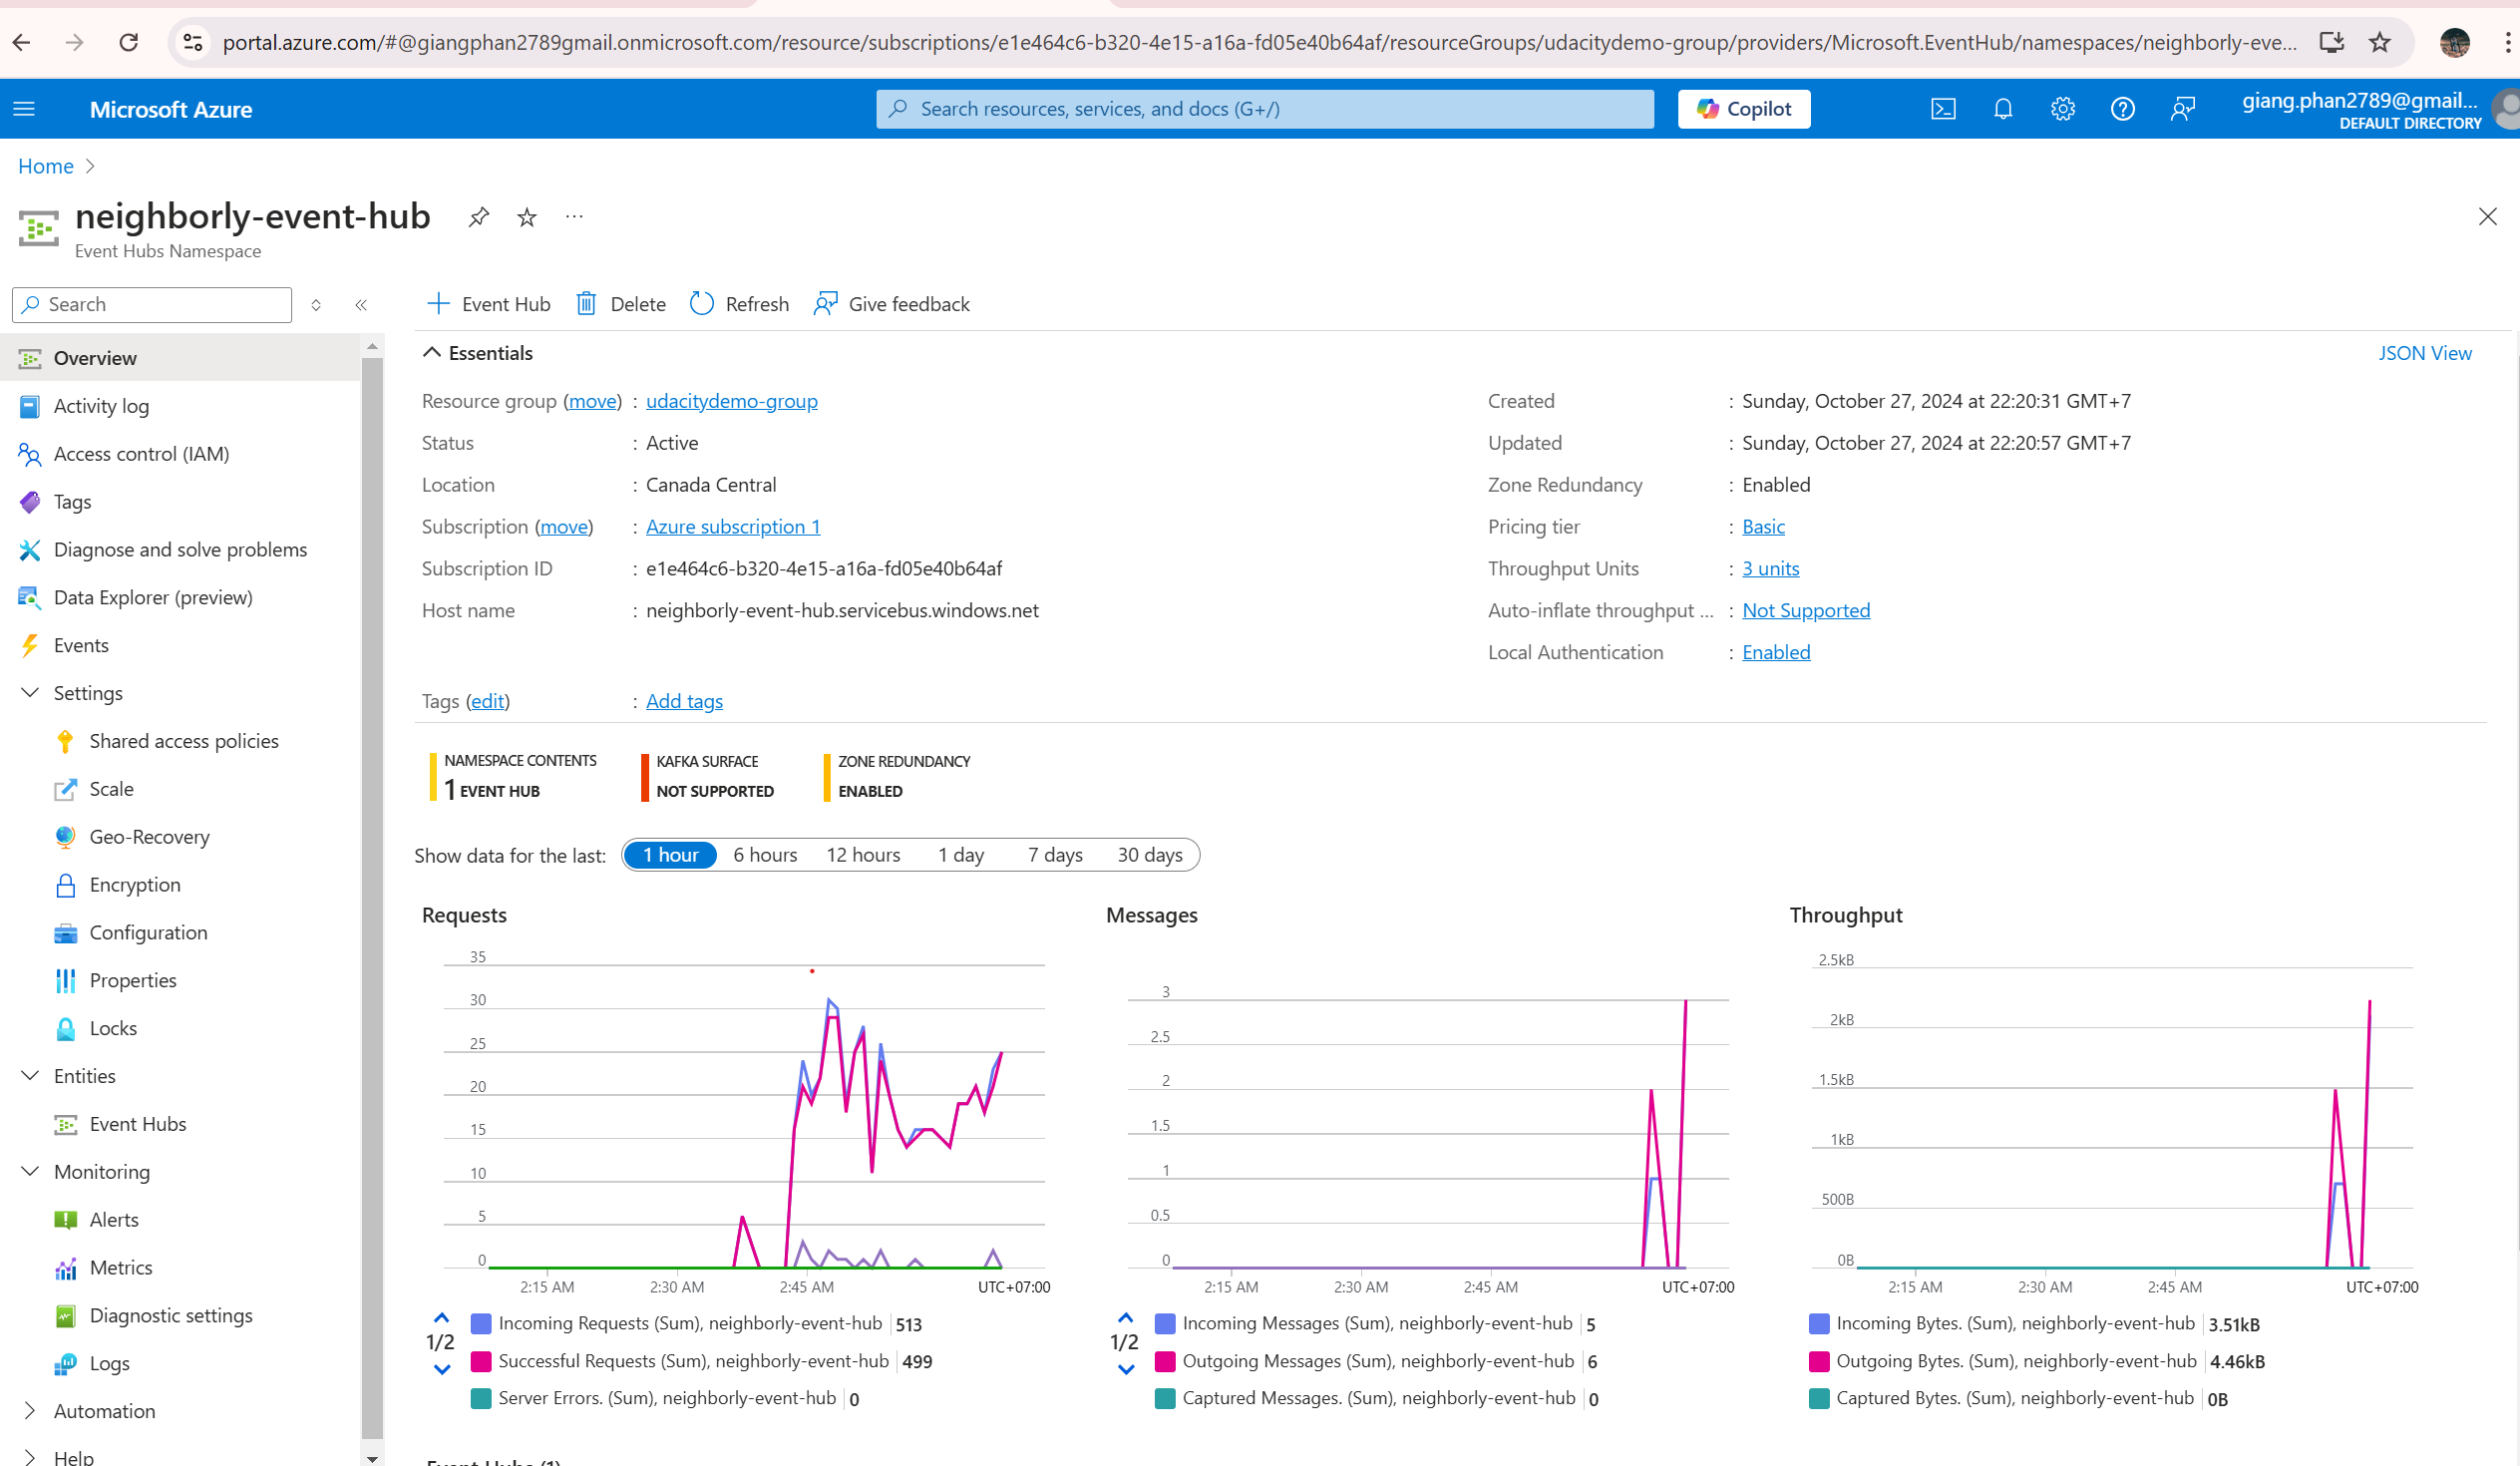 portal.azure.com/#@giangphan2789gmail.onmicrosoft.com/resource/subscriptions/e1e464c6-b320-4e15-a16a-fd05e40b64af/resourceGroups/udacitydemo-group/providers/Microsoft.EventHub/namespaces/neighborly-eve...
Microsoft Azure
Search resources, services, and docs (G+/)
Copilot
giang.phan2789@gmail...
DEFAULT DIRECTORY
Home
neighborly-event-hub
Event Hubs Namespace
Search
Event Hub
Delete
Refresh
Give feedback
Overview
Activity log
Access control (IAM)
Tags
Diagnose and solve problems
Data Explorer (preview)
Events
Settings
Shared access policies
Scale
Geo-Recovery
Encryption
Configuration
Properties
Locks
Entities
Event Hubs
Monitoring
Alerts
Metrics
Diagnostic settings
Logs
Automation
Help
Essentials
JSON View
Resource group (move) : udacitydemo-group
Status : Active
Location : Canada Central
Subscription (move) : Azure subscription 1
Subscription ID : e1e464c6-b320-4e15-a16a-fd05e40b64af
Host name : neighborly-event-hub.servicebus.windows.net
Created : Sunday, October 27, 2024 at 22:20:31 GMT+7
Updated : Sunday, October 27, 2024 at 22:20:57 GMT+7
Zone Redundancy : Enabled
Pricing tier : Basic
Throughput Units : 3 units
Auto-inflate throughput ... : Not Supported
Local Authentication : Enabled
Tags (edit) : Add tags
NAMESPACE CONTENTS
1 EVENT HUB
KAFKA SURFACE
NOT SUPPORTED
ZONE REDUNDANCY
ENABLED
Show data for the last: 1 hour 6 hours 12 hours 1 day 7 days 30 days
Requests
35
30
25
20
15
10
5
0
2:15 AM 2:30 AM 2:45 AM UTC+07:00
1/2
Incoming Requests (Sum), neighborly-event-hub 513
Successful Requests (Sum), neighborly-event-hub 499
Server Errors. (Sum), neighborly-event-hub 0
Messages
3
2.5
2
1.5
1
0.5
0
2:15 AM 2:30 AM 2:45 AM UTC+07:00
1/2
Incoming Messages (Sum), neighborly-event-hub 5
Outgoing Messages (Sum), neighborly-event-hub 6
Captured Messages. (Sum), neighborly-event-hub 0
Throughput
2.5kB
2kB
1.5kB
1kB
500B
0B
2:15 AM 2:30 AM 2:45 AM UTC+07:00
Incoming Bytes. (Sum), neighborly-event-hub 3.51kB
Outgoing Bytes. (Sum), neighborly-event-hub 4.46kB
Captured Bytes. (Sum), neighborly-event-hub 0B
Event Hubs (1)